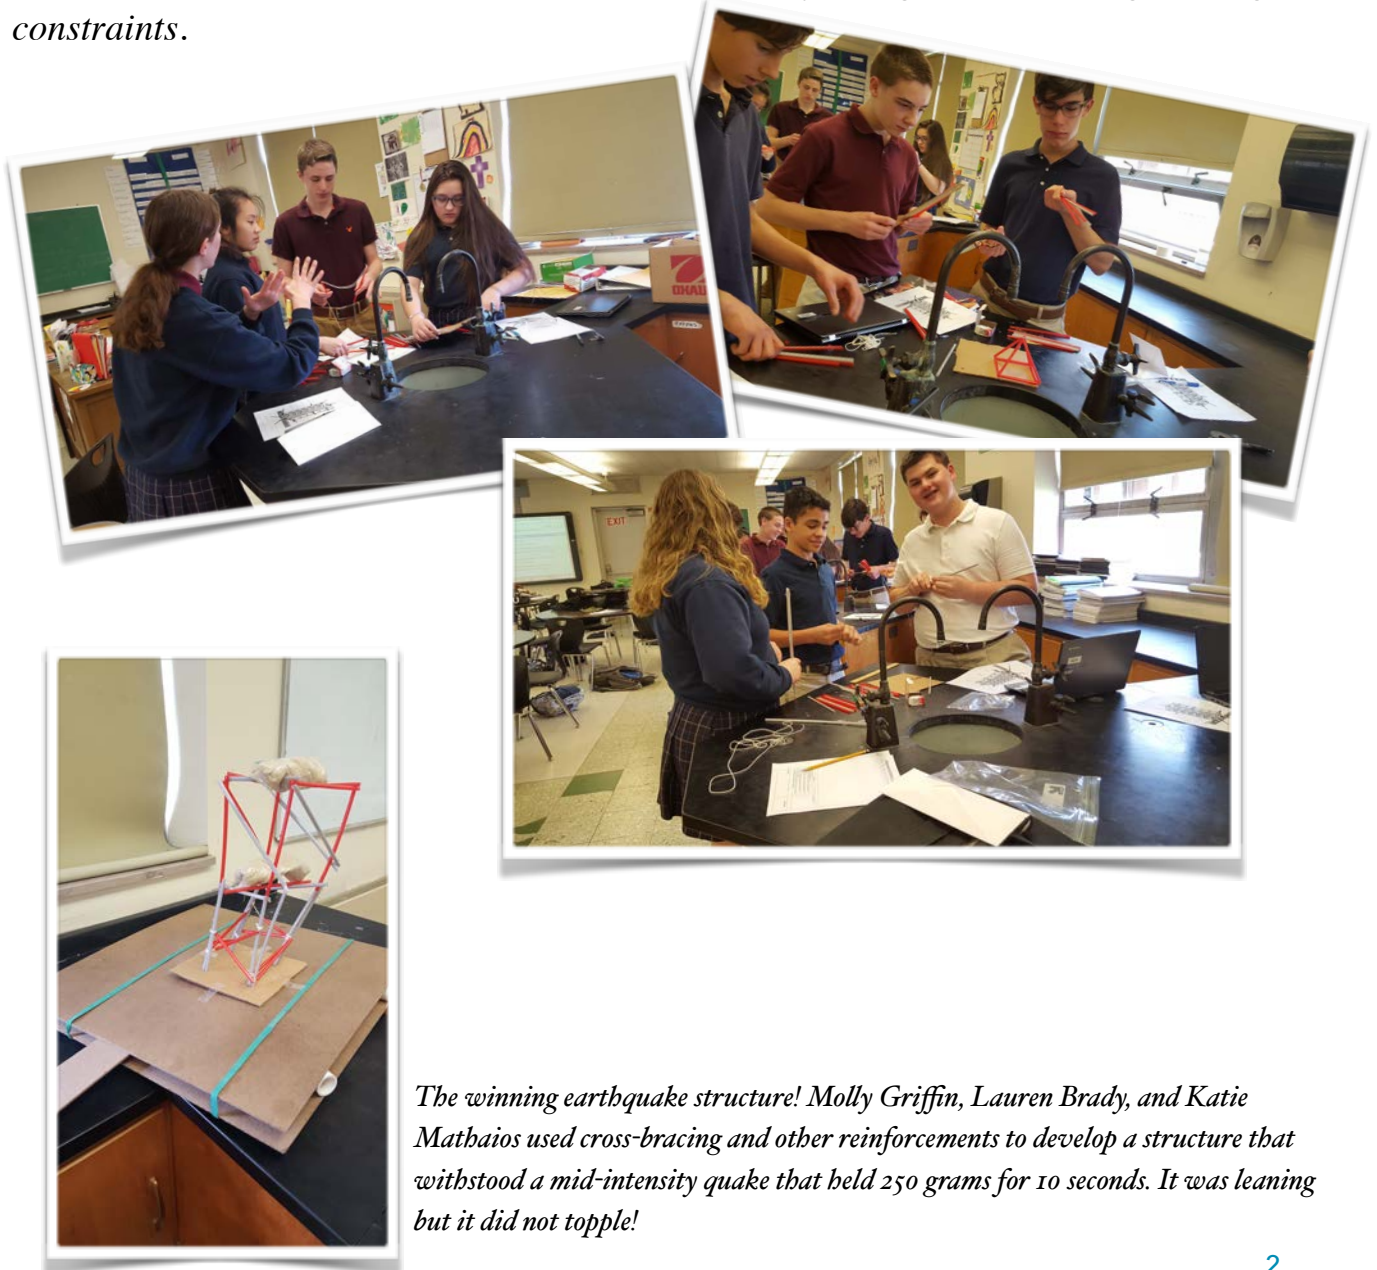 constraints.
OHAUS
EXIT
The winning earthquake structure! Molly Griffin, Lauren Brady, and Katie
Mathaios used cross-bracing and other reinforcements to develop a structure that
withstood a mid-intensity quake that held 250 grams for 10 seconds. It was leaning
but it did not topple!
2